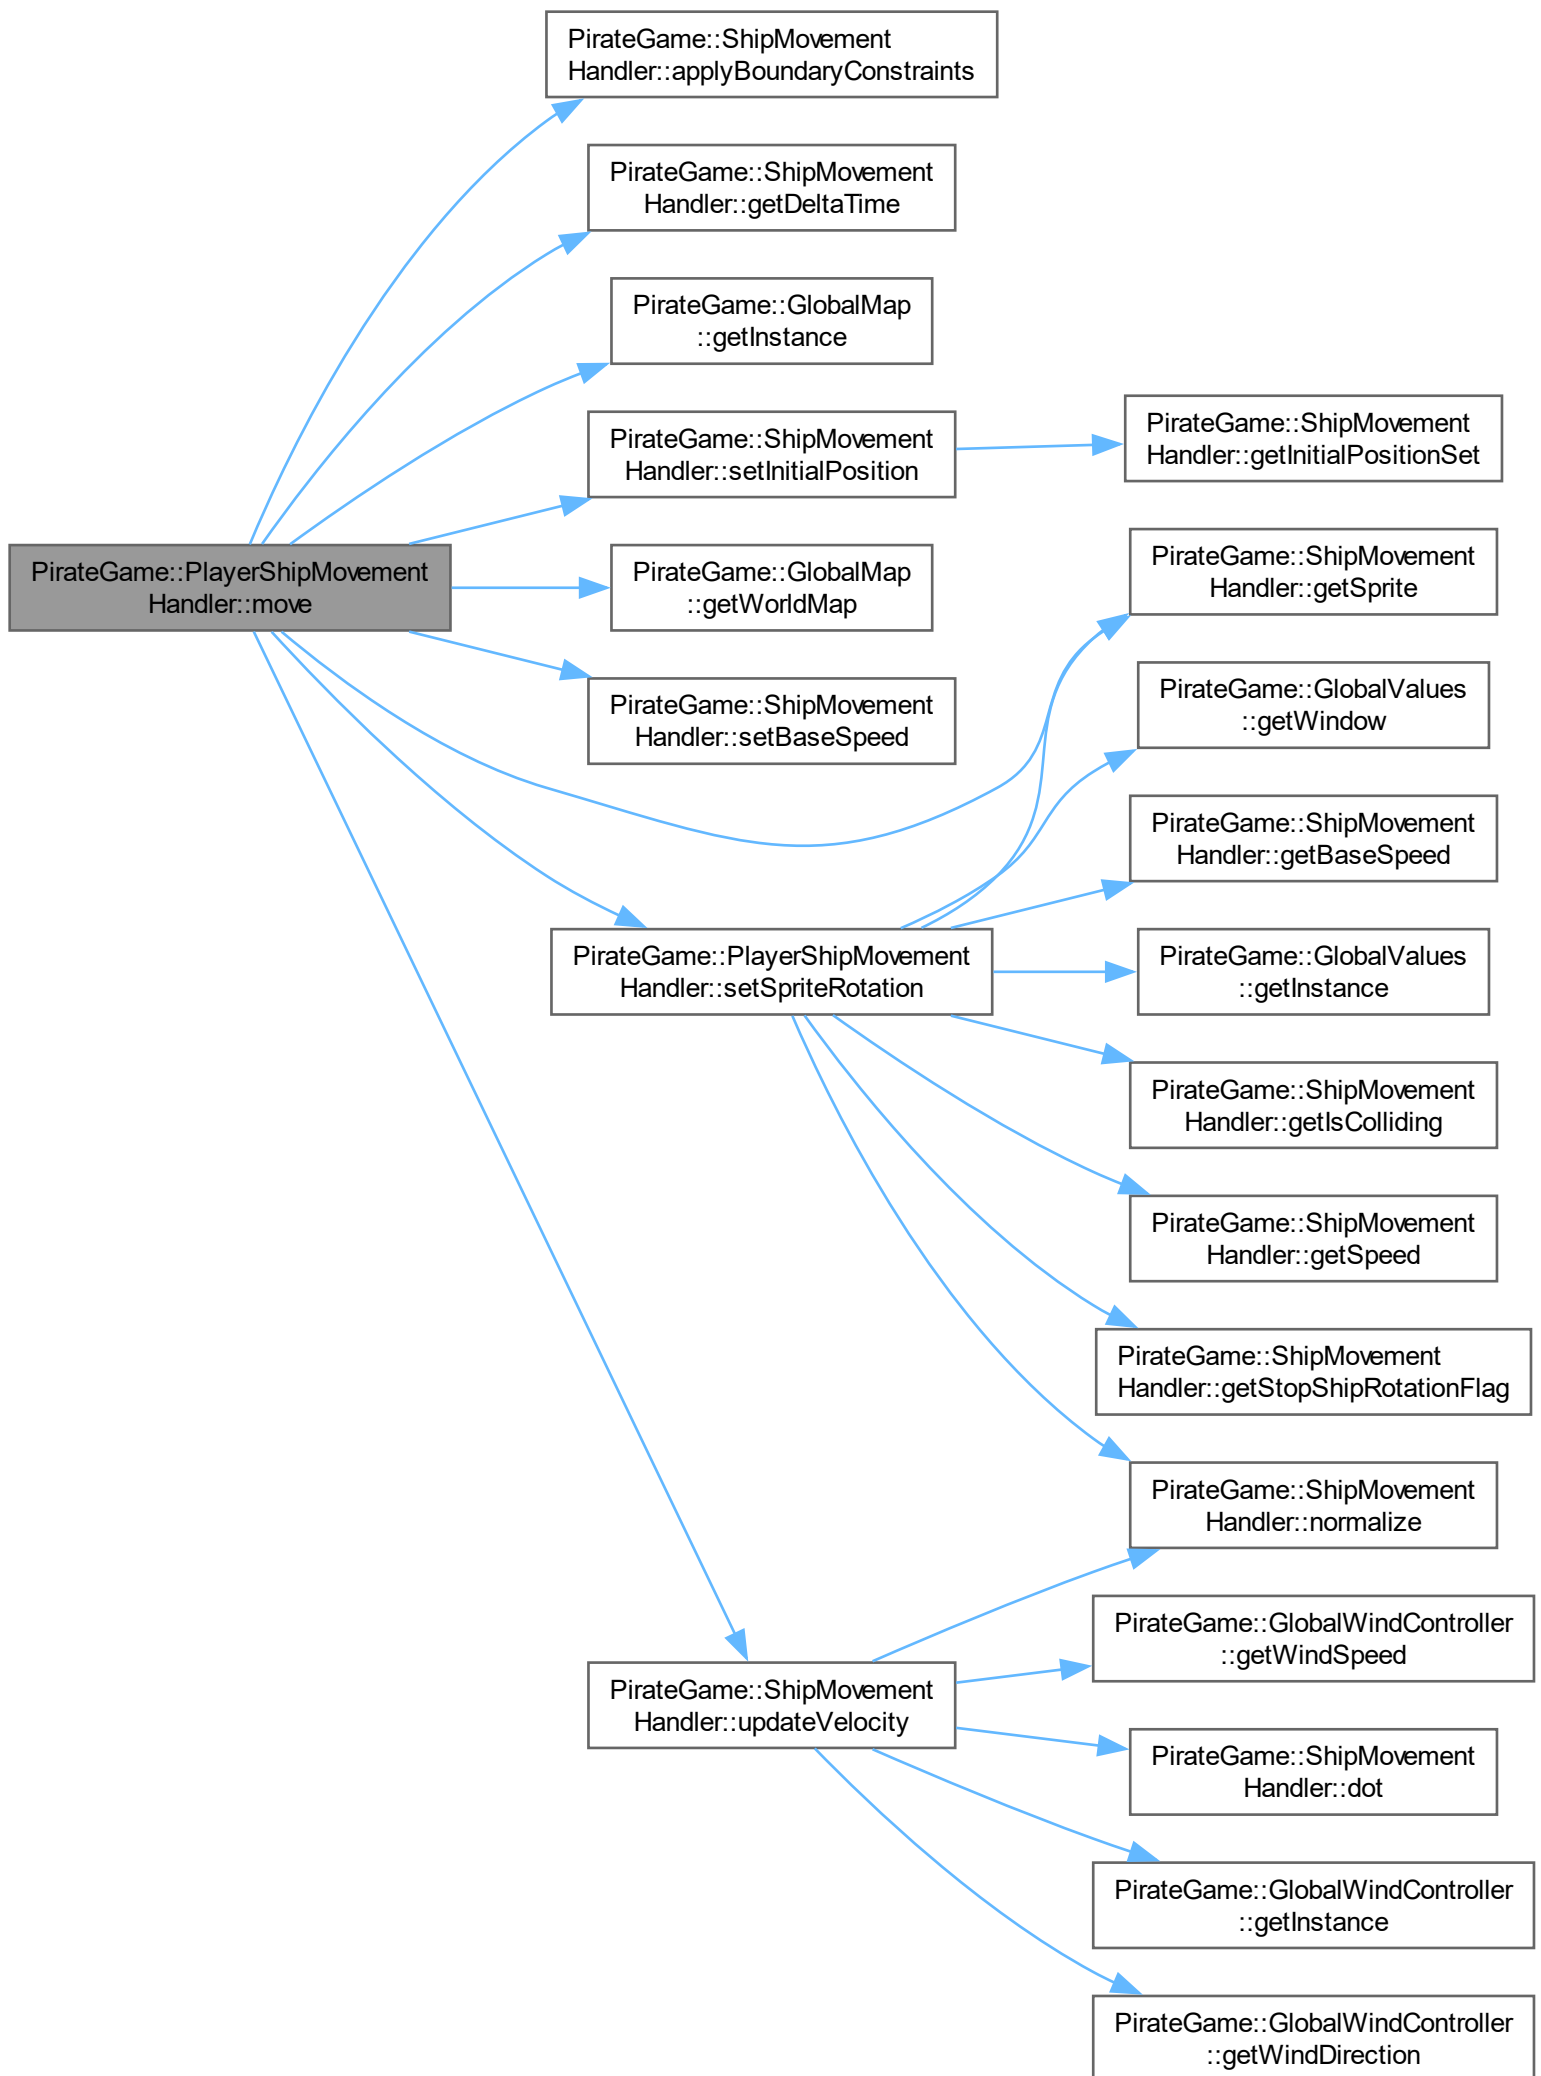 PirateGame::ShipMovement
Handler::applyBoundaryConstraints
PirateGame::ShipMovement
Handler::getDeltaTime
PirateGame::GlobalMap
::getInstance
PirateGame::ShipMovement
Handler::setInitialPosition
PirateGame::ShipMovement
Handler::getInitialPositionSet
PirateGame::PlayerShipMovement
Handler::move
PirateGame::GlobalMap
::getWorldMap
PirateGame::ShipMovement
Handler::getSprite
PirateGame::ShipMovement
Handler::setBaseSpeed
PirateGame::GlobalValues
::getWindow
PirateGame::ShipMovement
Handler::getBaseSpeed
PirateGame::PlayerShipMovement
Handler::setSpriteRotation
PirateGame::GlobalValues
::getInstance
PirateGame::ShipMovement
Handler::getIsColliding
PirateGame::ShipMovement
Handler::getSpeed
PirateGame::ShipMovement
Handler::getStopShipRotationFlag
PirateGame::ShipMovement
Handler::normalize
PirateGame::GlobalWindController
::getWindSpeed
PirateGame::ShipMovement
Handler::updateVelocity
PirateGame::ShipMovement
Handler::dot
PirateGame::GlobalWindController
::getInstance
PirateGame::GlobalWindController
::getWindDirection